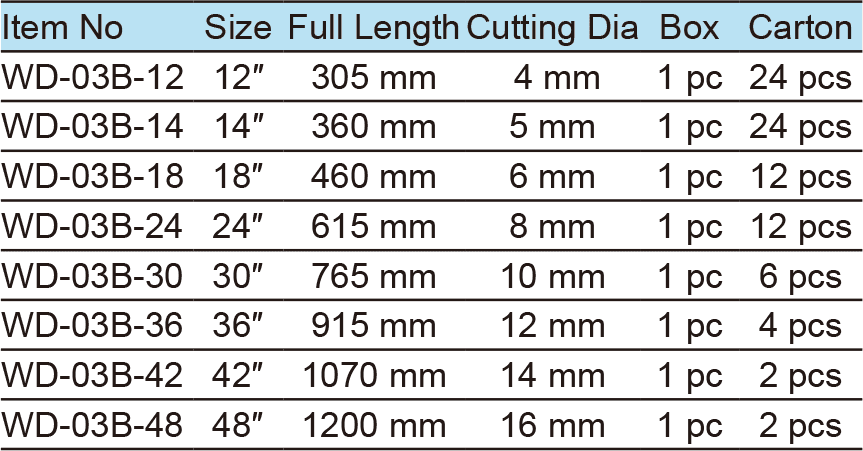 Item No Size Full Length Cutting Dia Box Carton
WD-03B-12 12″ 305 mm 4 mm 1 pc 24 pcs
WD-03B-14 14″ 360 mm 5 mm 1 pc 24 pcs
WD-03B-18 18″ 460 mm 6 mm 1 pc 12 pcs
WD-03B-24 24″ 615 mm 8 mm 1 pc 12 pcs
WD-03B-30 30″ 765 mm 10 mm 1 pc 6 pcs
WD-03B-36 36″ 915 mm 12 mm 1 pc 4 pcs
WD-03B-42 42″ 1070 mm 14 mm 1 pc 2 pcs
WD-03B-48 48″ 1200 mm 16 mm 1 pc 2 pcs